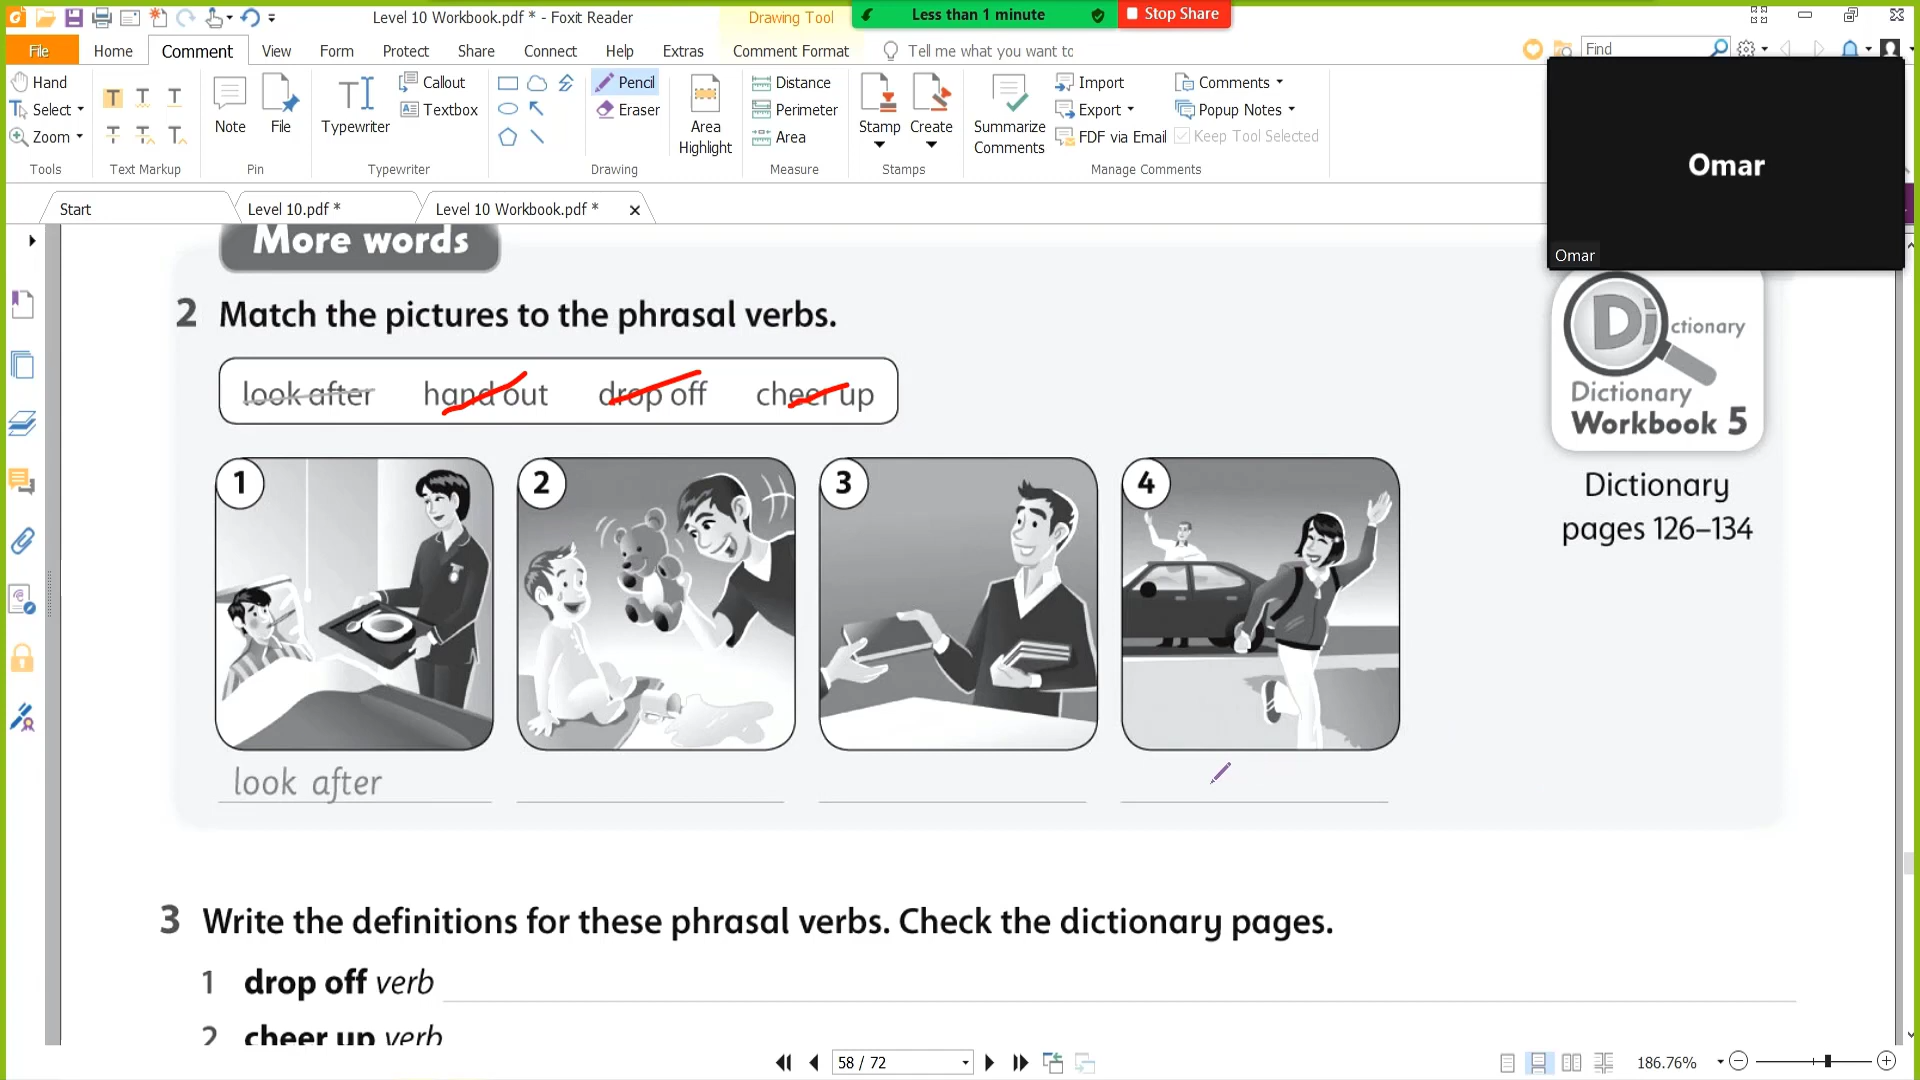 Level 10 Workbook.pdf * - Foxit Reader
Drawing Tool
Less than 1 minute
Stop Share
File
Home
Comment
View
Form
Protect
Share
Connect
Help
Extras
Comment Format
Tell me what you want to
Find
Hand
Select
Zoom
Tools
Text Markup
Note
File
Pin
Typewriter
Callout
Textbox
Typewriter
Pencil
Eraser
Area
Highlight
Drawing
Distance
Perimeter
Area
Measure
Stamp
Create
Stamps
Summarize
Comments
Import
Export
FDF via Email
Comments
Popup Notes
Keep Tool Selected
Manage Comments
Omar
Omar
Start
Level 10.pdf *
Level 10 Workbook.pdf *
More words
2 Match the pictures to the phrasal verbs.
look after hand out drop off cheer up
Dictionary
Dictionary
Workbook 5
Dictionary
pages 126–134
1
2
3
4
look after
3 Write the definitions for these phrasal verbs. Check the dictionary pages.
1 drop off verb
2 cheer up verb
58 / 72
186.76%